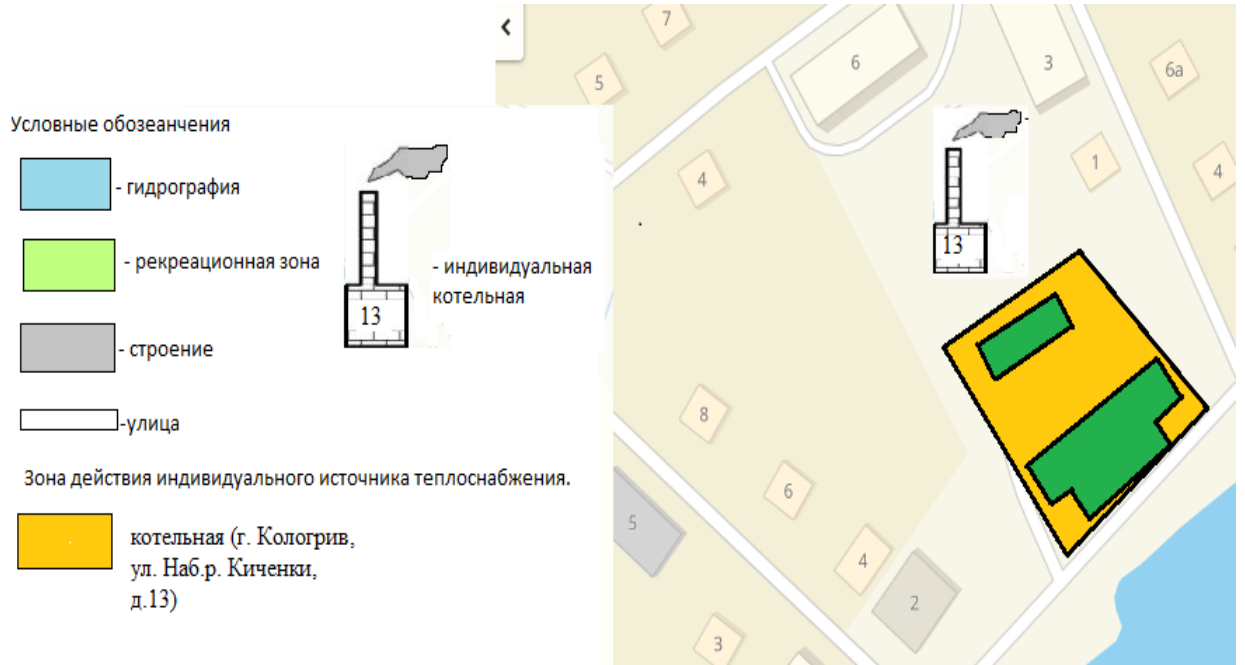 Условные обозеанчения
- гидрография
- рекреационная зона
- строение
-улица
13
- индивидуальная
котельная
Зона действия индивидуального источника теплоснабжения.
котельная (г. Кологрив,
ул. Наб.р. Киченки,
д.13)
7
5
6
3
6а
4
1
4
13
8
6
5
4
2
3